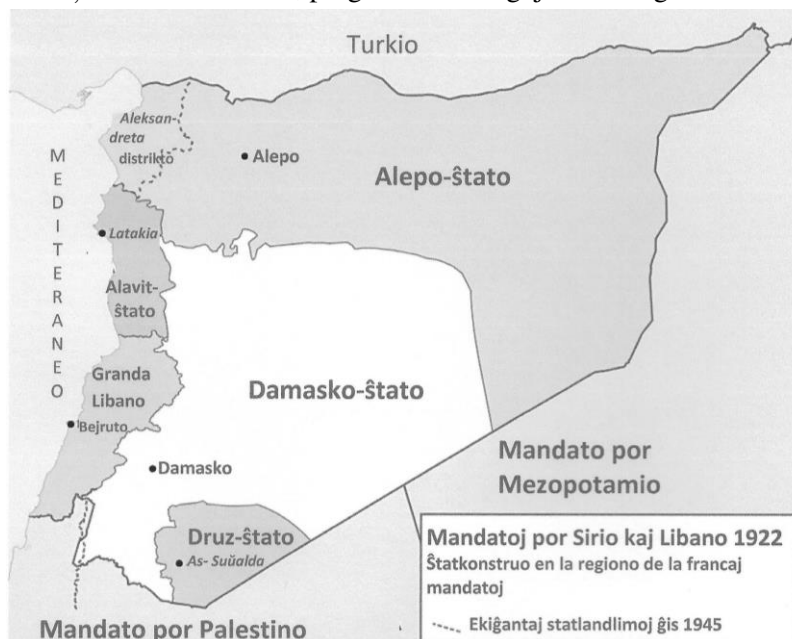 Turkio
Aleksan-
dreta
distrikto
Alepo
Alepo-ŝtato
MEDITERANEO
Latakia
Alavit-
ŝtato
Granda
Libano
Bejruto
Damasko-ŝtato
Damasko
Mandato por
Mezopotamio
Druz-ŝtato
As- Suŭalda
Mandatoj por Sirio kaj Libano 1922
Ŝtatkonstruo en la regiono de la francaj
mandatoj
Ekiĝantaj statlandlimoj ĝis 1945
Mandato por Palestino